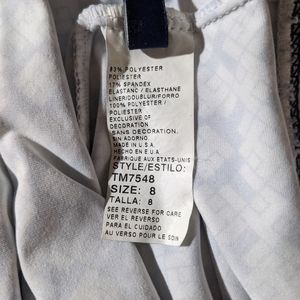 83% POLYESTER
POLIESTER
17% SPANDEX
ELASTANC / ELASTHANE
LINER/DOUBLUR/FORRO
100% POLYESTER /
POLIESTER
EXCLUSIVE OF
DECORATION
SANS DECORATION.
SIN ADORNO.
MADE IN U.S.A
HECHO EN E.U.A
FABRIQUE AUX ETATS-UNIS
STYLE/ESTILO:
TM7548
SIZE: 8
TALLA: 8
SEE REVERSE FOR CARE
VER EL REVERSO
PARA EL CUIDADO
AU VERSO POUR LE SOIN